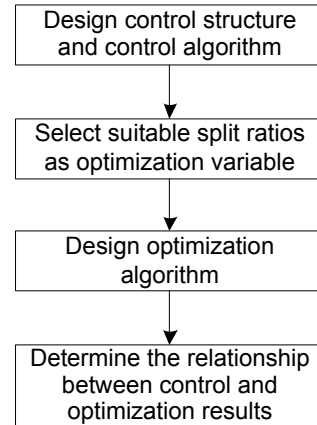 Design control structure
and control algorithm
Select suitable split ratios
as optimization variable
Design optimization
algorithm
Determine the relationship
between control and
optimization results